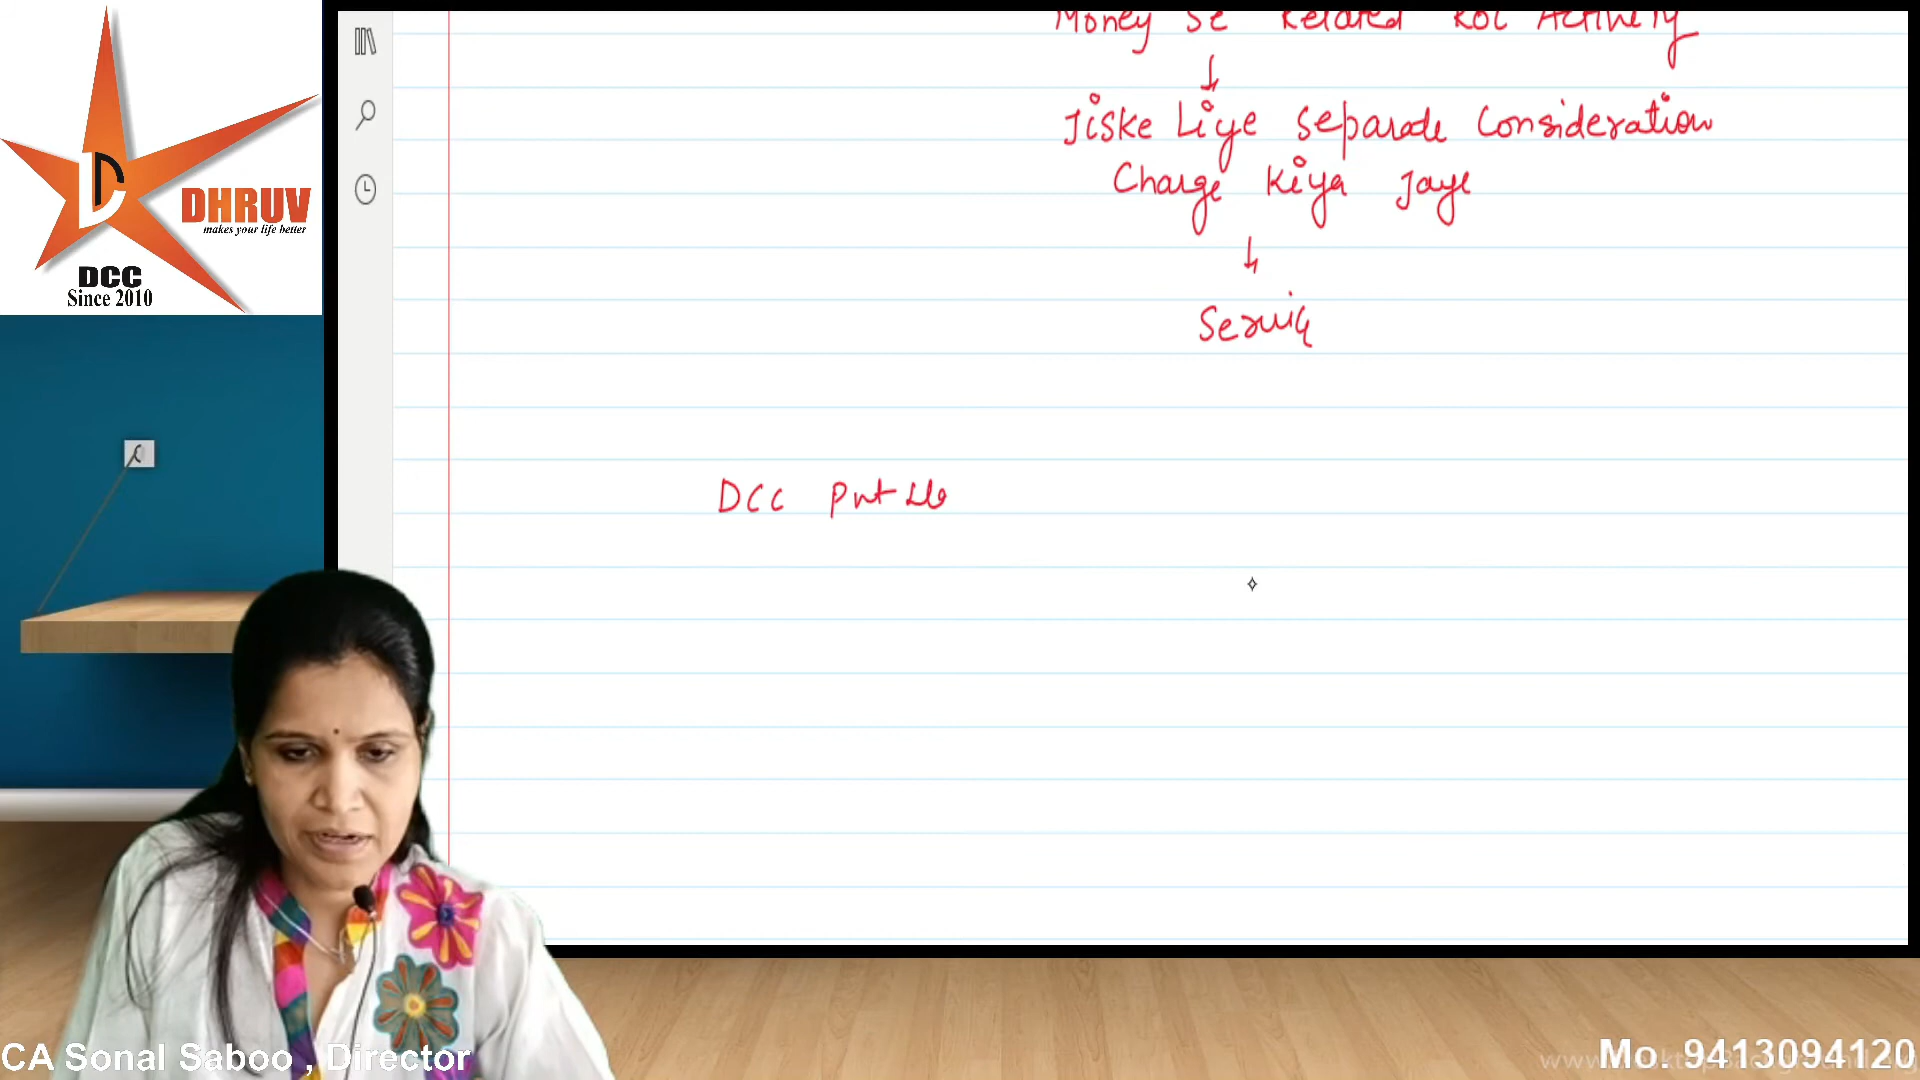 Money Se Related Koi Activity
Jiske Liye Separate Consideration
Charge Kiya Jaye
Service
DCC Pvt Ltd
DC
DHRUV
makes your life better
DCC
Since 2010
CA Sonal Saboo , Director
Mo. 9413094120